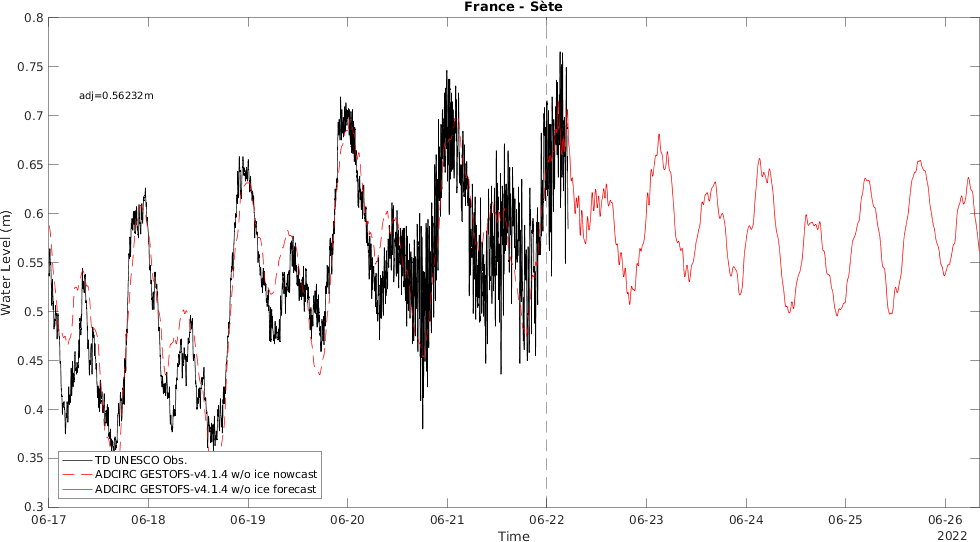 France - Sète
0.8
0.75
0.7
0.65
0.6
0.55
0.5
0.45
0.4
0.35
0.3
Water Level (m)
adj=0.56232m
TD UNESCO Obs.
ADCIRC GESTOFS-v4.1.4 w/o ice nowcast
ADCIRC GESTOFS-v4.1.4 w/o ice forecast
06-17 06-18 06-19 06-20 06-21 06-22 06-23 06-24 06-25 06-26
Time 2022